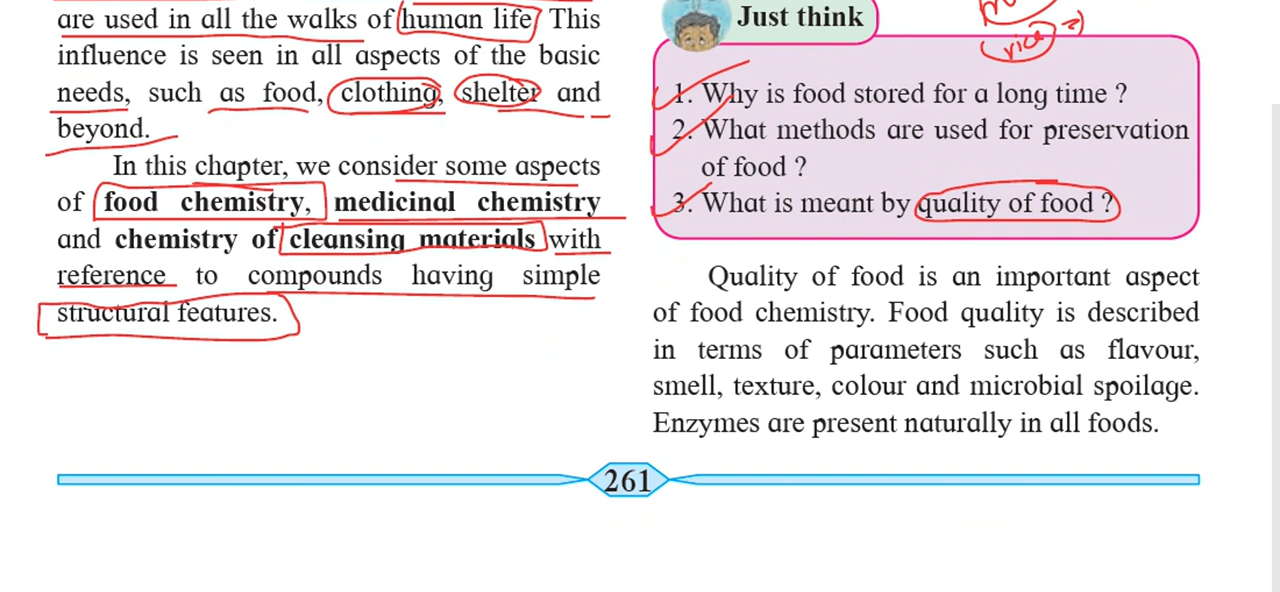 are used in all the walks of human life This
influence is seen in all aspects of the basic
needs, such as food, clothing, shelter and
beyond.
In this chapter, we consider some aspects
of food chemistry, medicinal chemistry
and chemistry of cleansing materials with
reference to compounds having simple
structural features.
Just think
(rice)
1. Why is food stored for a long time ?
2. What methods are used for preservation
of food ?
3. What is meant by quality of food ?
Quality of food is an important aspect
of food chemistry. Food quality is described
in terms of parameters such as flavour,
smell, texture, colour and microbial spoilage.
Enzymes are present naturally in all foods.
261